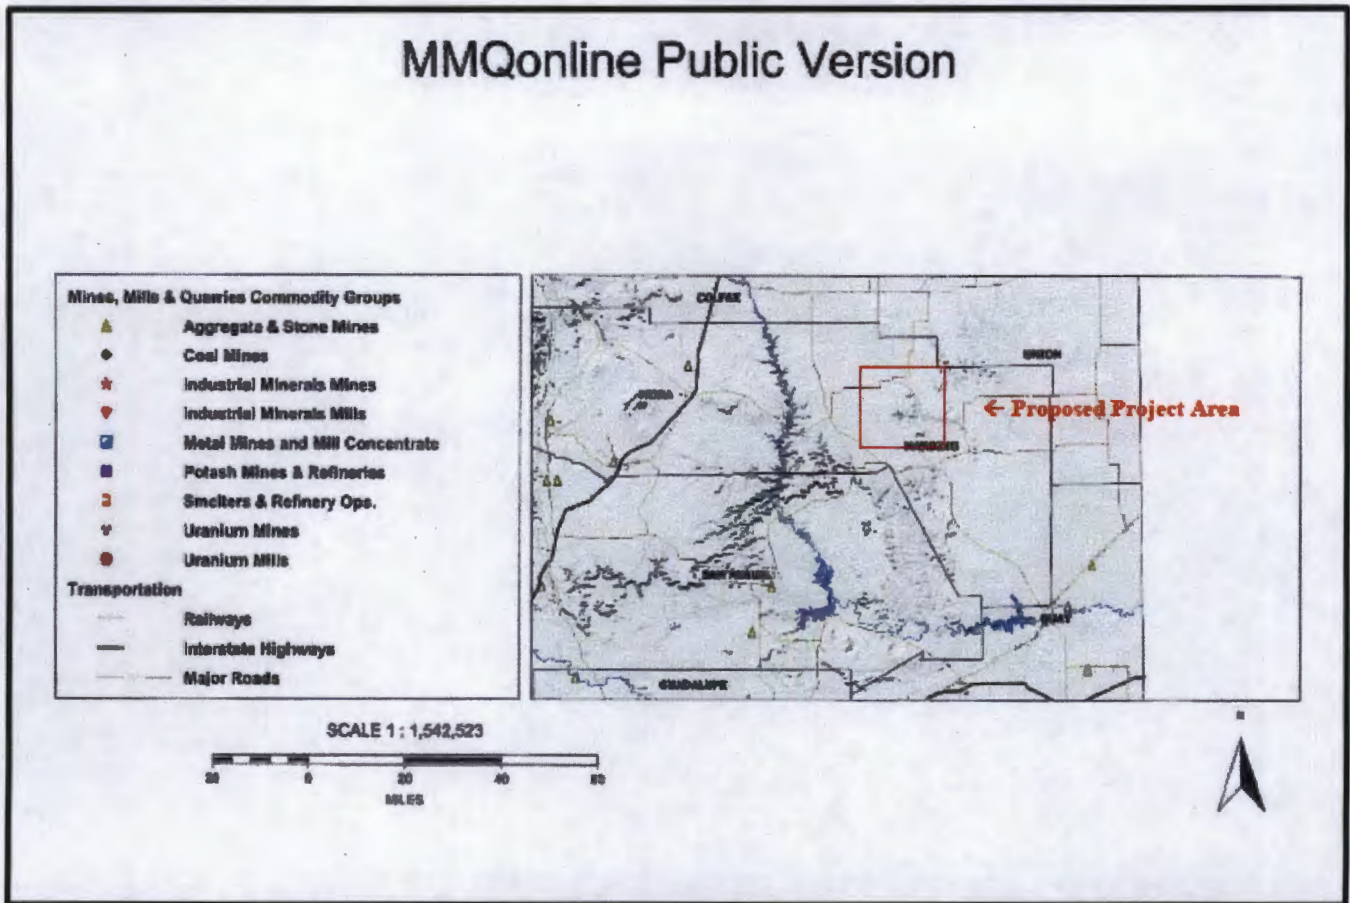 MMQonline Public Version
Mines, Mills & Quarries Commodity Groups
Aggregate & Stone Mines
Coal Mines
Industrial Minerals Mines
Industrial Minerals Mills
Metal Mines and Mill Concentrate
Potash Mines & Refineries
Smelters & Refinery Ops.
Uranium Mines
Uranium Mills
Transportation
Railways
Interstate Highways
Major Roads
COLFAX
UNION
MORA
← Proposed Project Area
HARDING
SAN MIGUEL
QUAY
GUADALUPE
SCALE 1 : 1,542,523
20 0 20 40 60
MILES
N